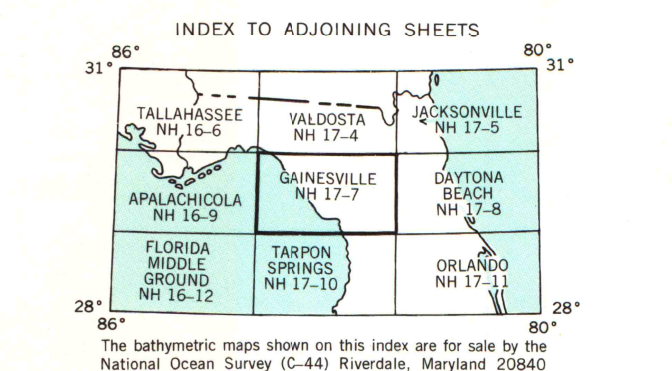 INDEX TO ADJOINING SHEETS
86°
80°
31°
31°
TALLAHASSEE
NH 16–6
VALDOSTA
NH 17–4
JACKSONVILLE
NH 17–5
APALACHICOLA
NH 16–9
GAINESVILLE
NH 17–7
DAYTONA
BEACH
NH 17–8
FLORIDA
MIDDLE
GROUND
NH 16–12
TARPON
SPRINGS
NH 17–10
ORLANDO
NH 17–11
28°
28°
86°
80°
The bathymetric maps shown on this index are for sale by the
National Ocean Survey (C–44) Riverdale, Maryland 20840